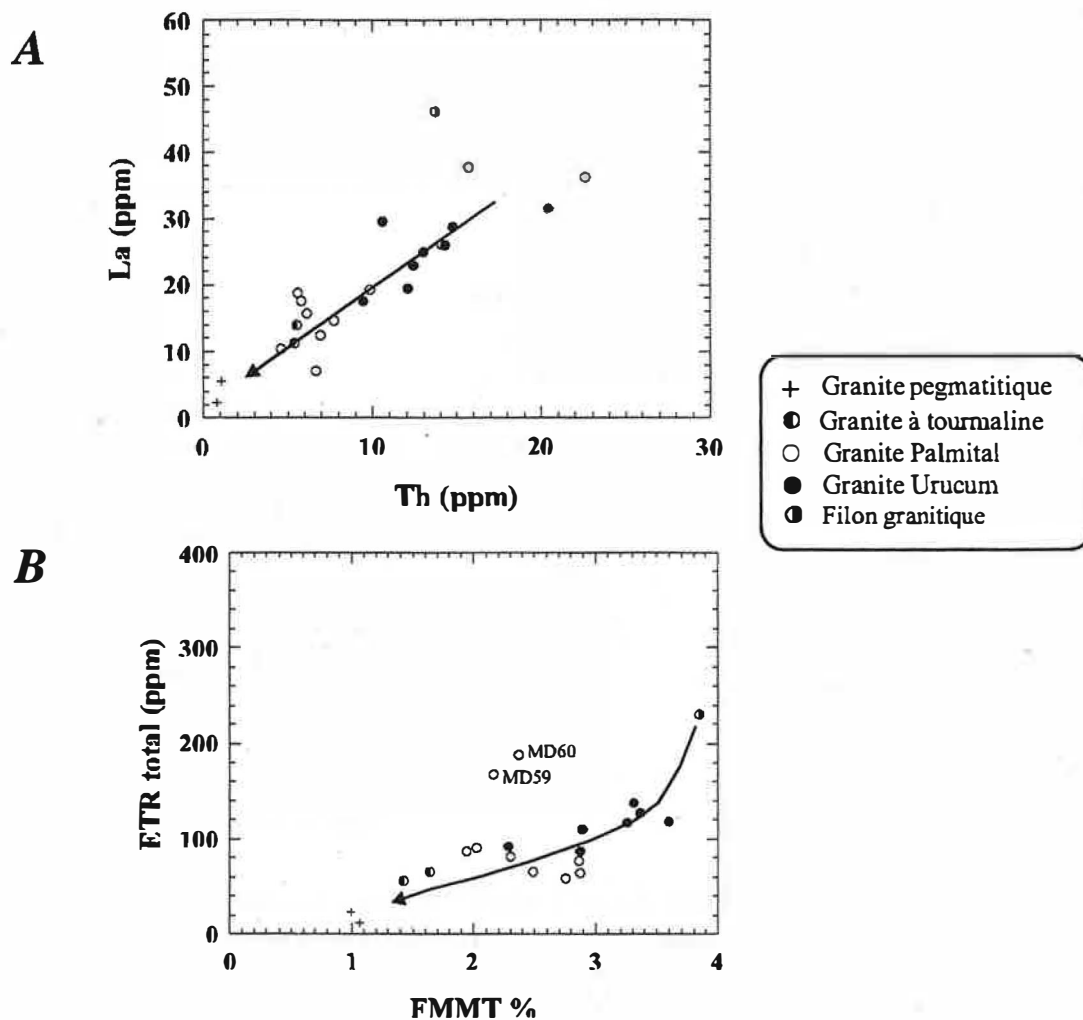 A
60
50
40
30
20
10
0
La (ppm)
0 10 20 30
Th (ppm)
+ Granite pegmatitique
Granite à tourmaline
Granite Palmital
Granite Urucum
Filon granitique
B
400
300
200
100
0
ETR total (ppm)
MD60
MD59
0 1 2 3 4
FMMT %